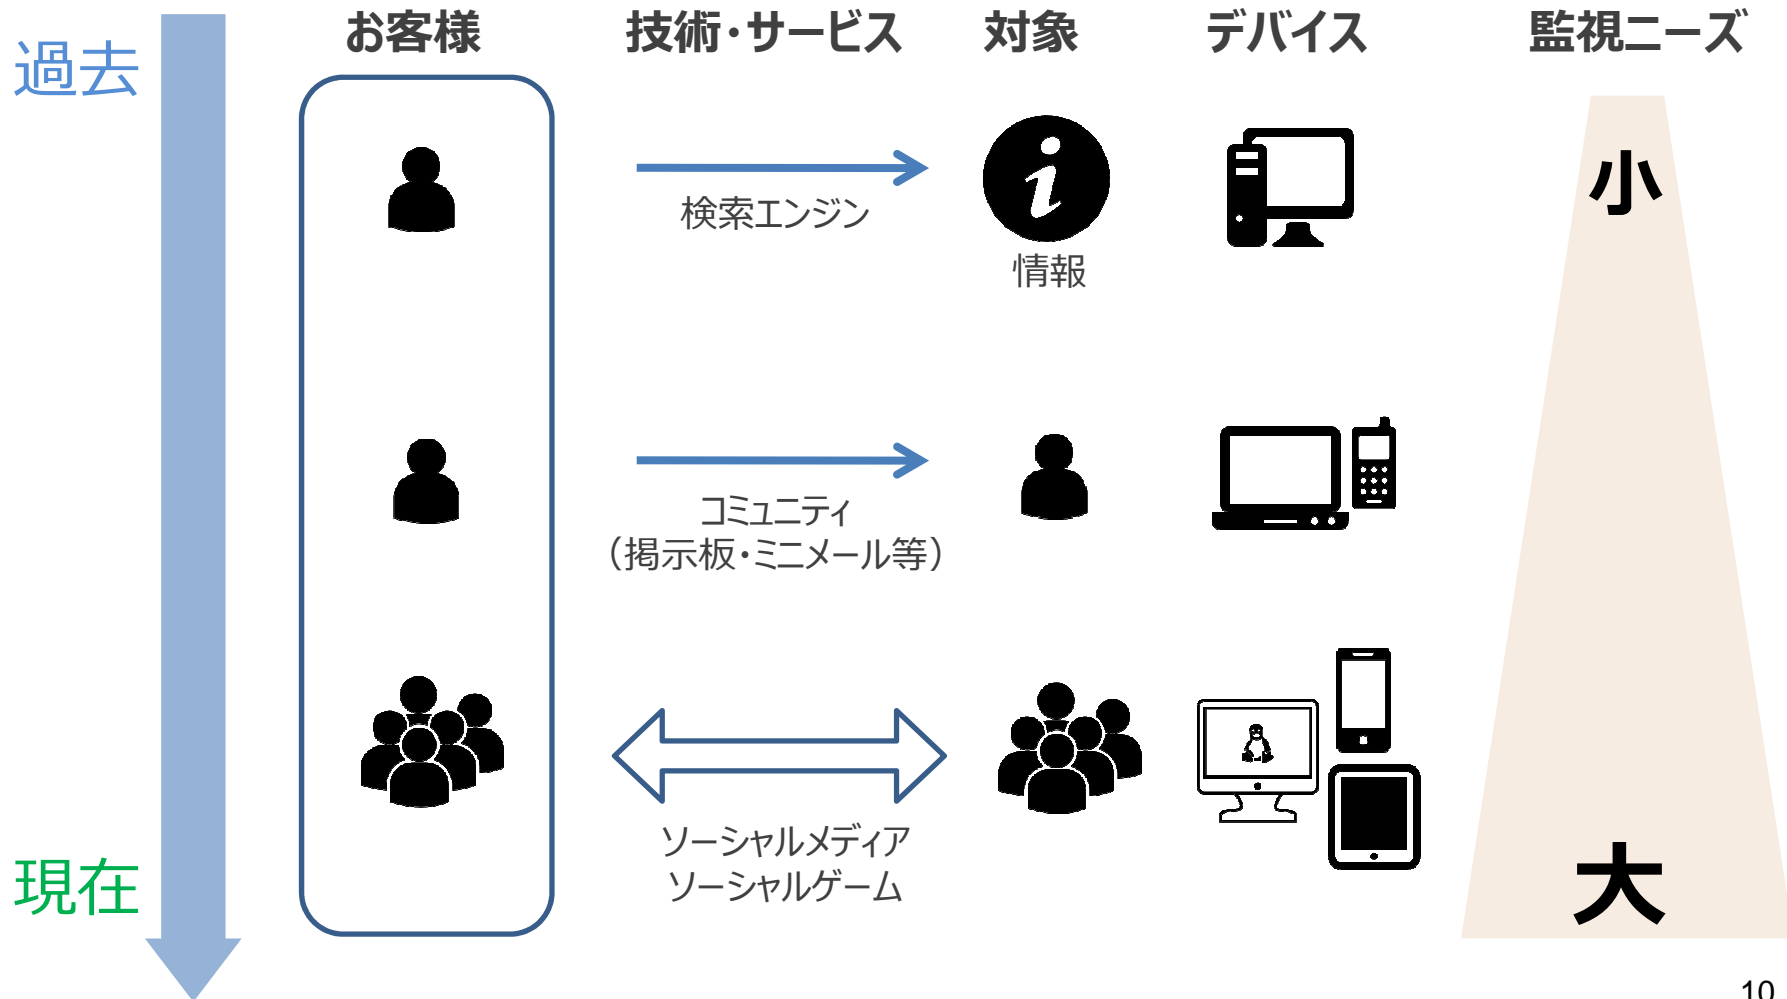 過去
お客様
技術・サービス
対象
デバイス
監視ニーズ
検索エンジン
情報
小
コミュニティ
（掲示板・ミニメール等）
ソーシャルメディア
ソーシャルゲーム
現在
大
10